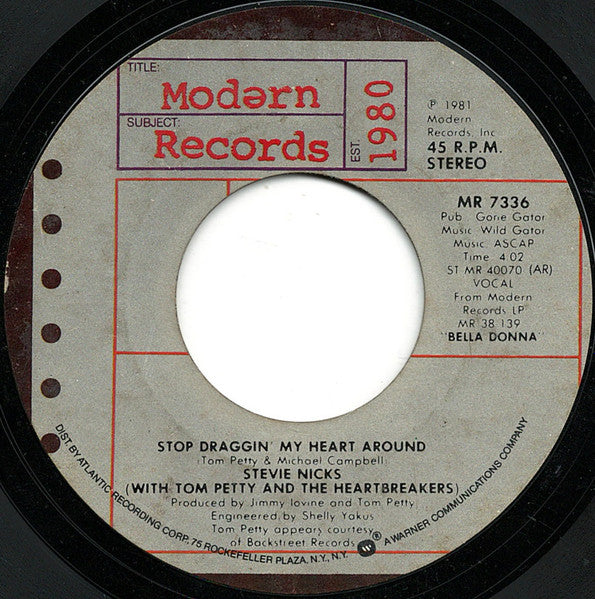 TITLE:
Modərn
SUBJECT:
Records
EST. 1980
℗ 1981
Modern
Records, Inc
45 R.P.M.
STEREO
MR 7336
Pub. Gone Gator
Music, Wild Gator
Music, ASCAP
Time: 4:02
ST MR 40070 (AR)
VOCAL
From Modern
Records LP
MR 38 139
"BELLA DONNA"
STOP DRAGGIN' MY HEART AROUND
(Tom Petty & Michael Campbell)
STEVIE NICKS
(WITH TOM PETTY AND THE HEARTBREAKERS)
Produced by Jimmy Iovine and Tom Petty
Engineered by Shelly Yakus
Tom Petty appears courtesy
of Backstreet Records
DIST. BY ATLANTIC RECORDING CORP. 75 ROCKEFELLER PLAZA, N.Y., N.Y. ® A WARNER COMMUNICATIONS COMPANY